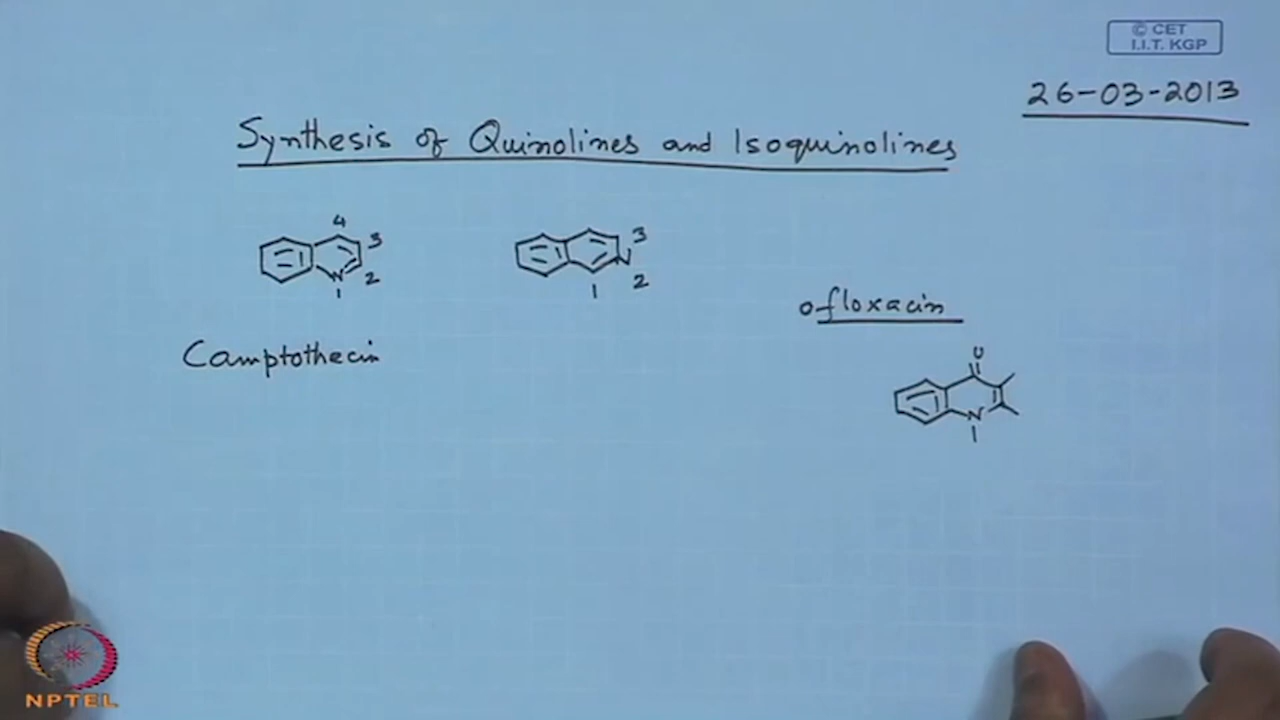 © CET
I.I.T. KGP
26-03-2013
Synthesis of Quinolines and Isoquinolines
4
3
N
2
1
3
N
2
1
Ofloxacin
Camptothecin
O
N
NPTEL